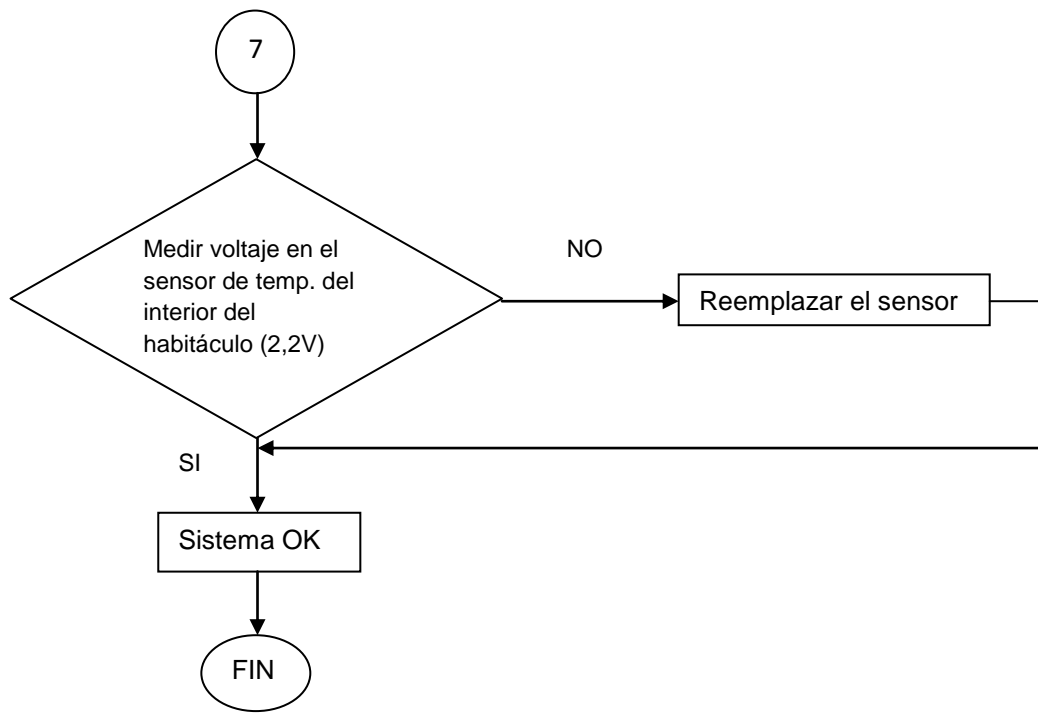 7
Medir voltaje en el
sensor de temp. del
interior del
habitáculo (2,2V)
NO
Reemplazar el sensor
SI
Sistema OK
FIN